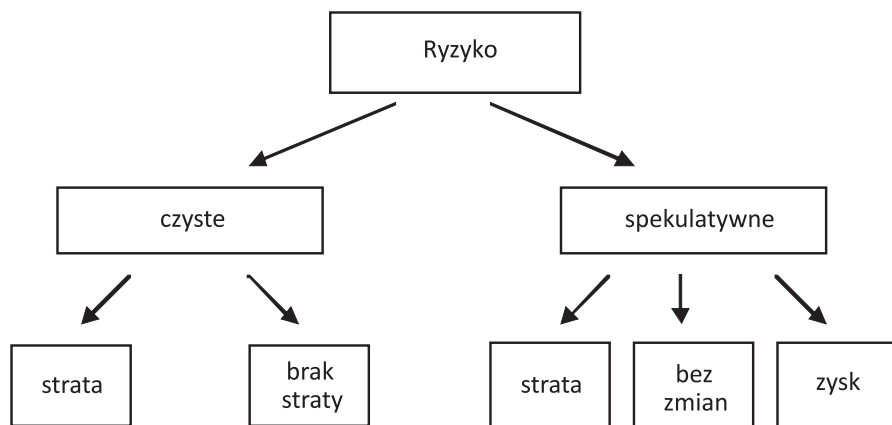 Ryzyko
czyste
spekulatywne
strata
brak
straty
strata
bez
zmian
zysk